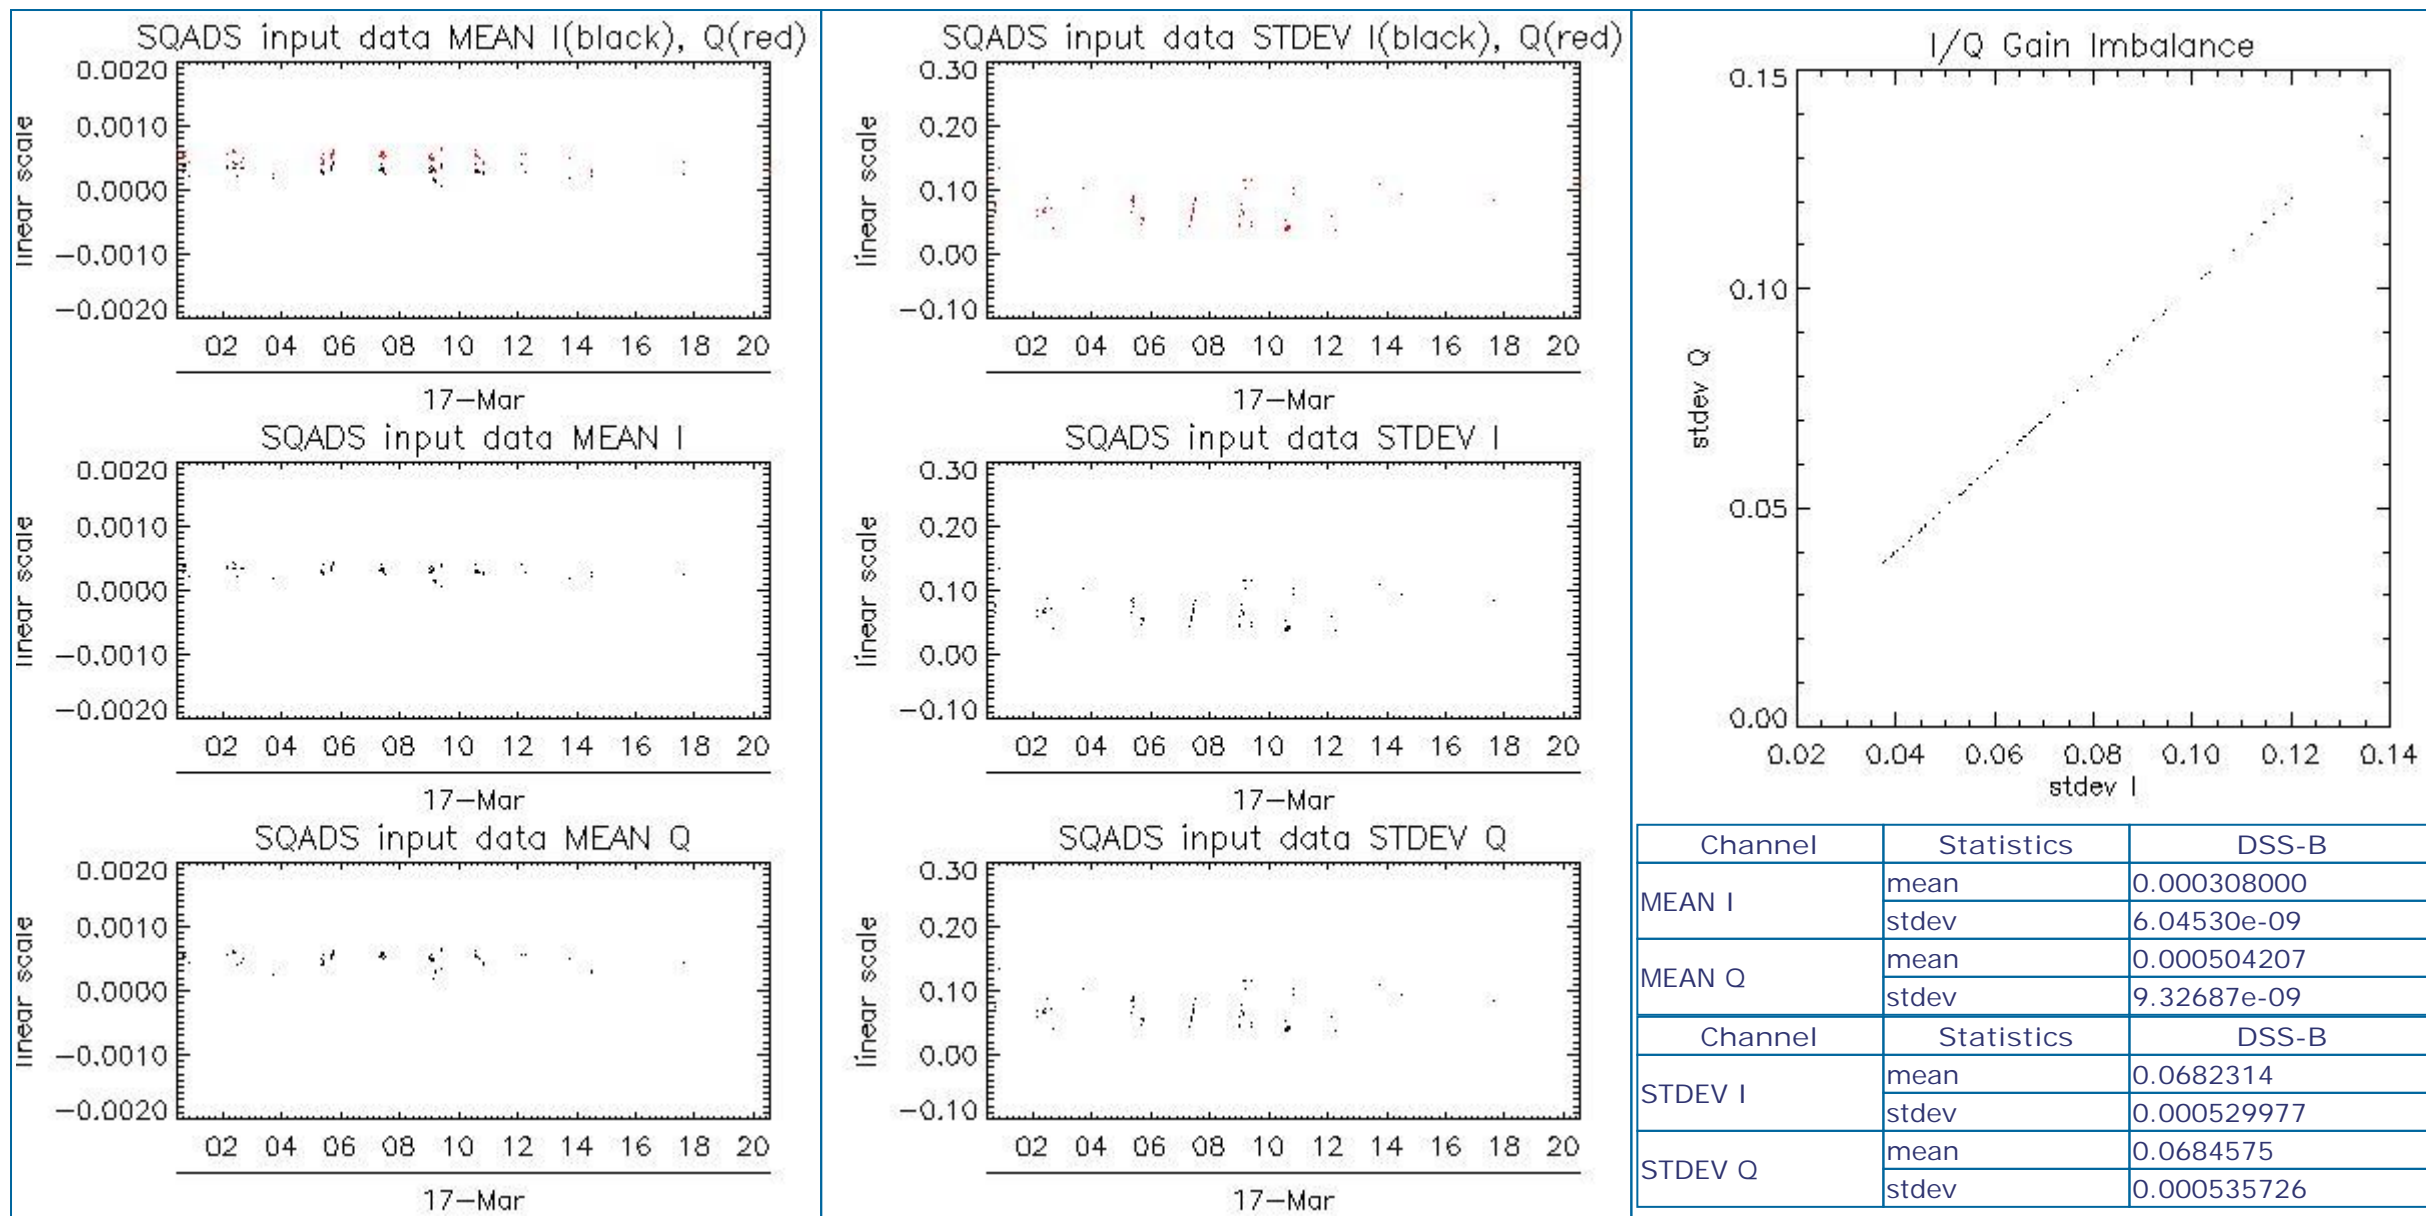 SQADS input data MEAN I(black), Q(red)
linear scale
0.0020
0.0010
0.0000
−0.0010
−0.0020
02 04 06 08 10 12 14 16 18 20
17−Mar
SQADS input data MEAN I
linear scale
0.0020
0.0010
0.0000
−0.0010
−0.0020
02 04 06 08 10 12 14 16 18 20
17−Mar
SQADS input data MEAN Q
linear scale
0.0020
0.0010
0.0000
−0.0010
−0.0020
02 04 06 08 10 12 14 16 18 20
17−Mar
SQADS input data STDEV I(black), Q(red)
linear scale
0.30
0.20
0.10
0.00
−0.10
02 04 06 08 10 12 14 16 18 20
17−Mar
SQADS input data STDEV I
linear scale
0.30
0.20
0.10
0.00
−0.10
02 04 06 08 10 12 14 16 18 20
17−Mar
SQADS input data STDEV Q
linear scale
0.30
0.20
0.10
0.00
−0.10
02 04 06 08 10 12 14 16 18 20
17−Mar
I/Q Gain Imbalance
stdev Q
0.15
0.10
0.05
0.00
0.02 0.04 0.06 0.08 0.10 0.12 0.14
stdev I
Channel Statistics DSS-B
MEAN I mean 0.000308000
stdev 6.04530e-09
MEAN Q mean 0.000504207
stdev 9.32687e-09
Channel Statistics DSS-B
STDEV I mean 0.0682314
stdev 0.000529977
STDEV Q mean 0.0684575
stdev 0.000535726